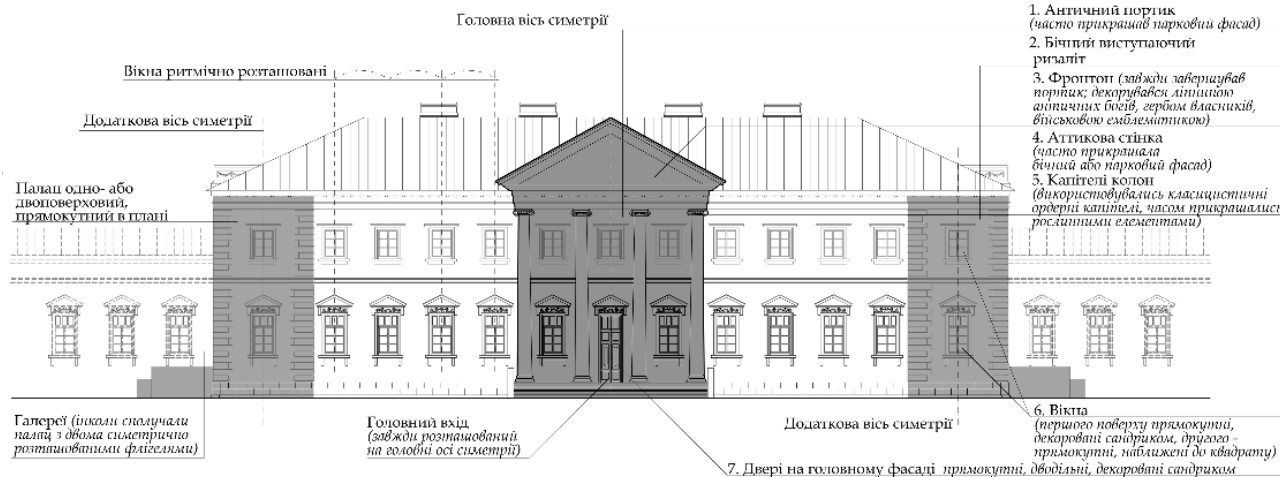 Головна вісь симетрії
1. Античний портик
(часто прикрашав парковий фасад)
2. Бічний виступаючий
ризаліт
3. Фронтон (завжди завершував
портик; декорувався ліпниною
античних богів, гербом власників,
військовою емблематикою)
4. Аттикова стінка
(часто прикрашала
бічний або парковий фасад)
5. Капітелі колон
(використовувались класицистичні
ордерні капітелі, часом прикрашались
рослинними елементами)
Вікна ритмічно розташовані
Додаткова вісь симетрії
Палац одно- або
двоповерховий,
прямокутний в плані
Галереї (інколи сполучали
палац з двома симетрично
розташованими флігелями)
Головний вхід
(завжди розташований
на головні осі симетрії)
Додаткова вісь симетрії
6. Вікна
(першого поверху прямокутні,
декоровані сандриком, другого -
прямокутні, наближені до квадрату)
7. Двері на головному фасаді прямокутні, дводільні, декоровані сандриком